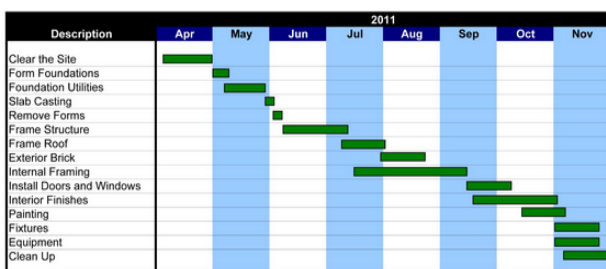 2011
Description Apr May Jun Jul Aug Sep Oct Nov
Clear the Site
Form Foundations
Foundation Utilities
Slab Casting
Remove Forms
Frame Structure
Frame Roof
Exterior Brick
Internal Framing
Install Doors and Windows
Interior Finishes
Painting
Fixtures
Equipment
Clean Up